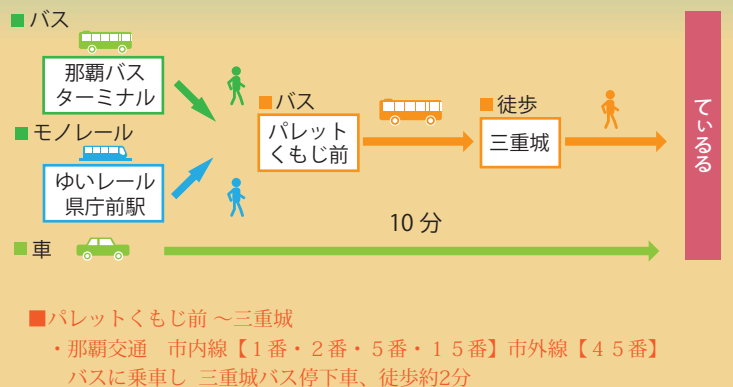 ■バス
那覇バス
ターミナル
■モノレール
ゆいレール
県庁前駅
■バス
パレット
くもじ前
■徒歩
三重城
てぃるる
■車
10 分
■パレットくもじ前 〜三重城
・那覇交通　市内線【１番・２番・５番・１５番】市外線【４５番】
バスに乗車し 三重城バス停下車、徒歩約2分